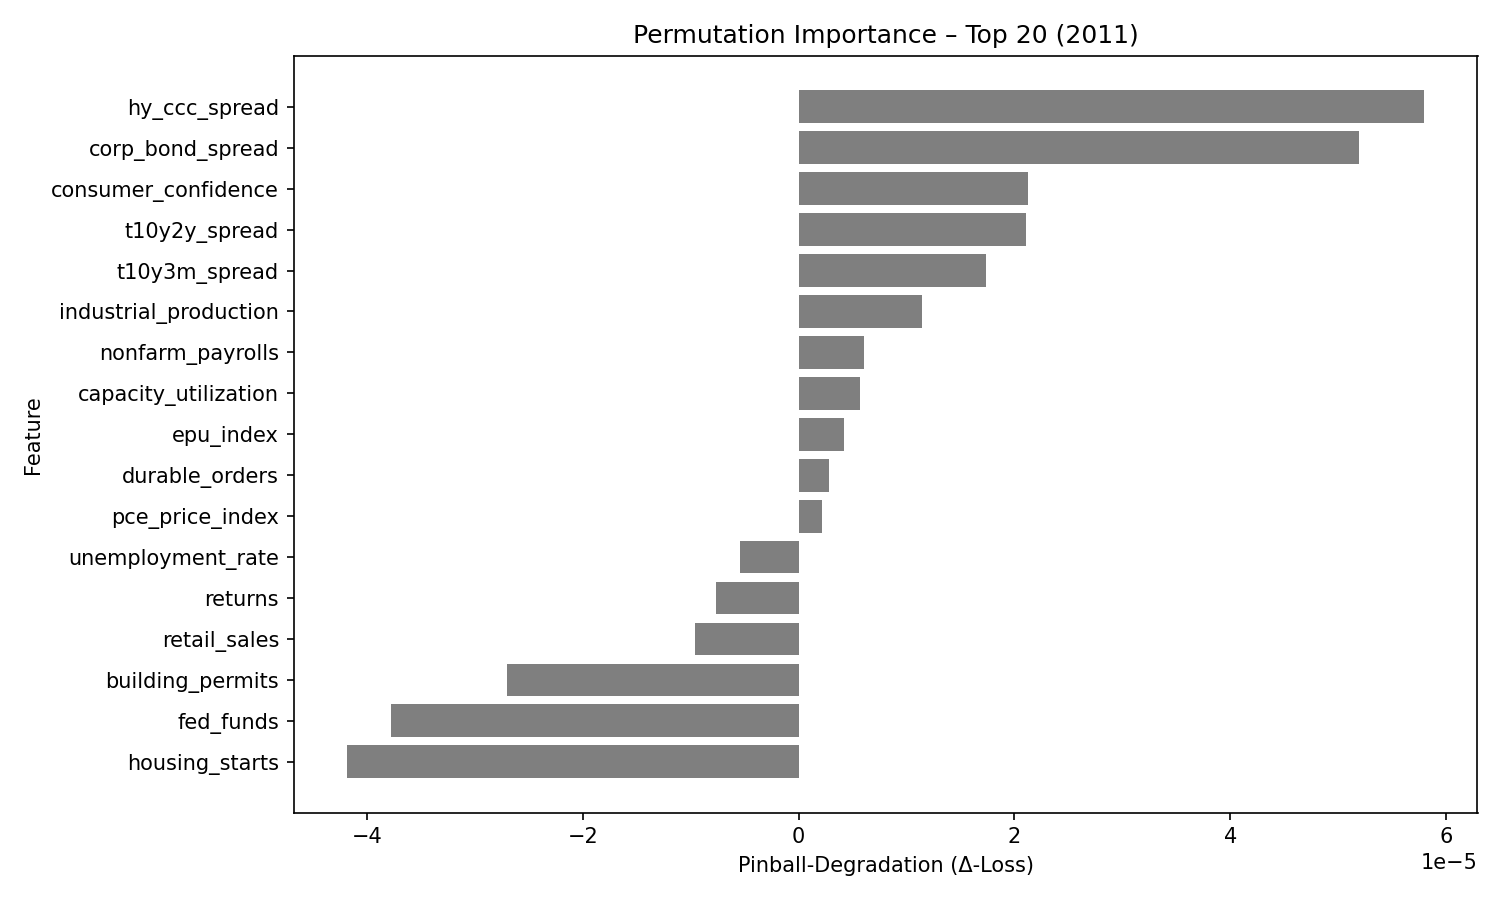 Permutation Importance – Top 20 (2011)
Feature
hy_ccc_spread
corp_bond_spread
consumer_confidence
t10y2y_spread
t10y3m_spread
industrial_production
nonfarm_payrolls
capacity_utilization
epu_index
durable_orders
pce_price_index
unemployment_rate
returns
retail_sales
building_permits
fed_funds
housing_starts
−4 −2 0 2 4 6
1e−5
Pinball-Degradation (Δ-Loss)